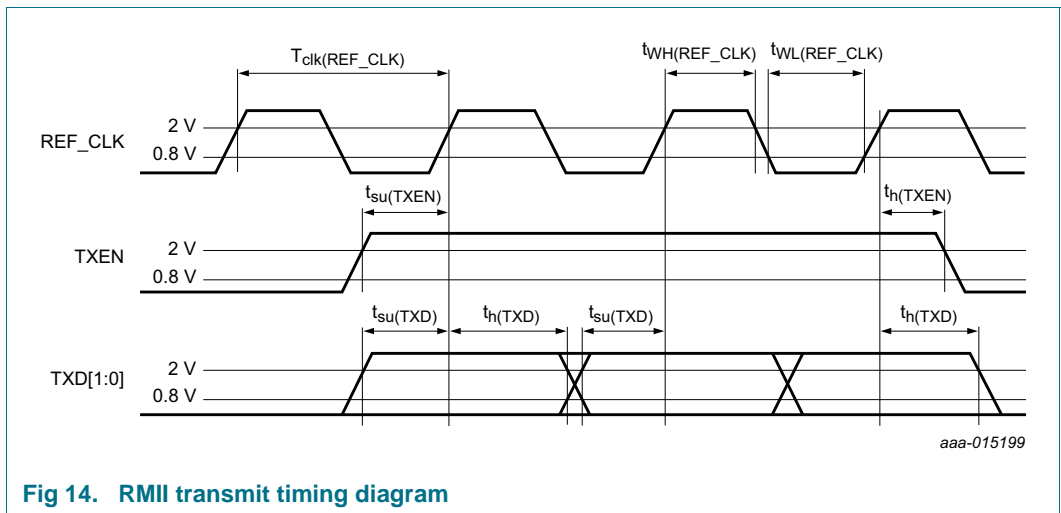 Tclk(REF_CLK)
tWH(REF_CLK)
tWL(REF_CLK)
REF_CLK
2 V
0.8 V
tsu(TXEN)
th(TXEN)
TXEN
2 V
0.8 V
tsu(TXD)
th(TXD)
tsu(TXD)
th(TXD)
TXD[1:0]
2 V
0.8 V
aaa-015199
Fig 14. RMII transmit timing diagram